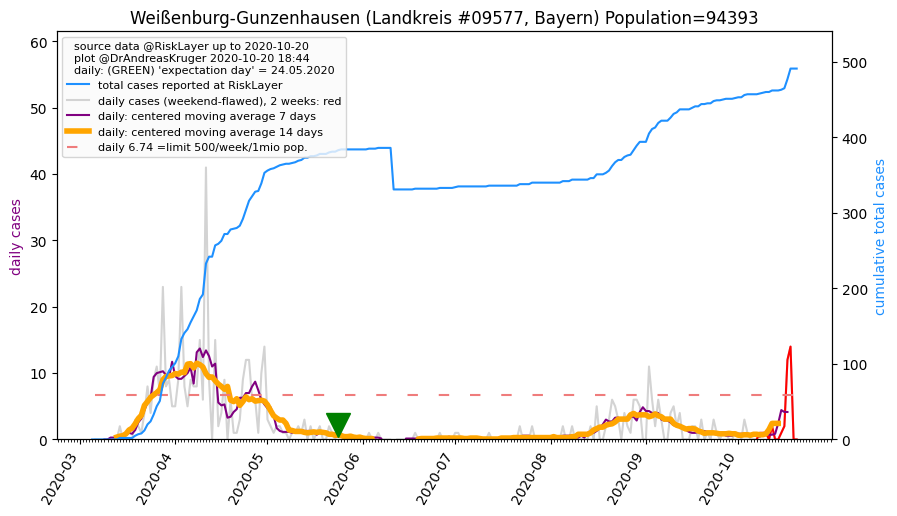 Weißenburg-Gunzenhausen (Landkreis #09577, Bayern) Population=94393
source data @RiskLayer up to 2020-10-20
plot @DrAndreasKruger 2020-10-20 18:44
daily: (GREEN) 'expectation day' = 24.05.2020
total cases reported at RiskLayer
daily cases (weekend-flawed), 2 weeks: red
daily: centered moving average 7 days
daily: centered moving average 14 days
daily 6.74 =limit 500/week/1mio pop.
daily cases
60
50
40
30
20
10
0
cumulative total cases
500
400
300
200
100
0
2020-03
2020-04
2020-05
2020-06
2020-07
2020-08
2020-09
2020-10